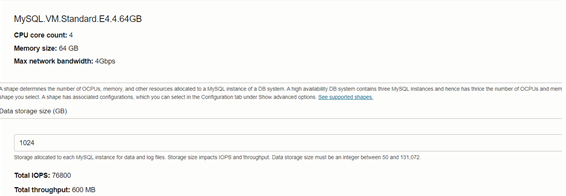 MySQL.VM.Standard.E4.4.64GB
CPU core count: 4
Memory size: 64 GB
Max network bandwidth: 4Gbps
A shape determines the number of OCPUs, memory, and other resources allocated to a MySQL instance of a DB system. A high availability DB system contains three MySQL instances and hence has thrice the number of OCPUs and mem
shape you select. A shape has associated configurations, which you can select in the Configuration tab under Show advanced options. See supported shapes.
Data storage size (GB)
1024
Storage allocated to each MySQL instance for data and log files. Storage size impacts IOPS and throughput. Data storage size must be an integer between 50 and 131,072.
Total IOPS: 76800
Total throughput: 600 MB